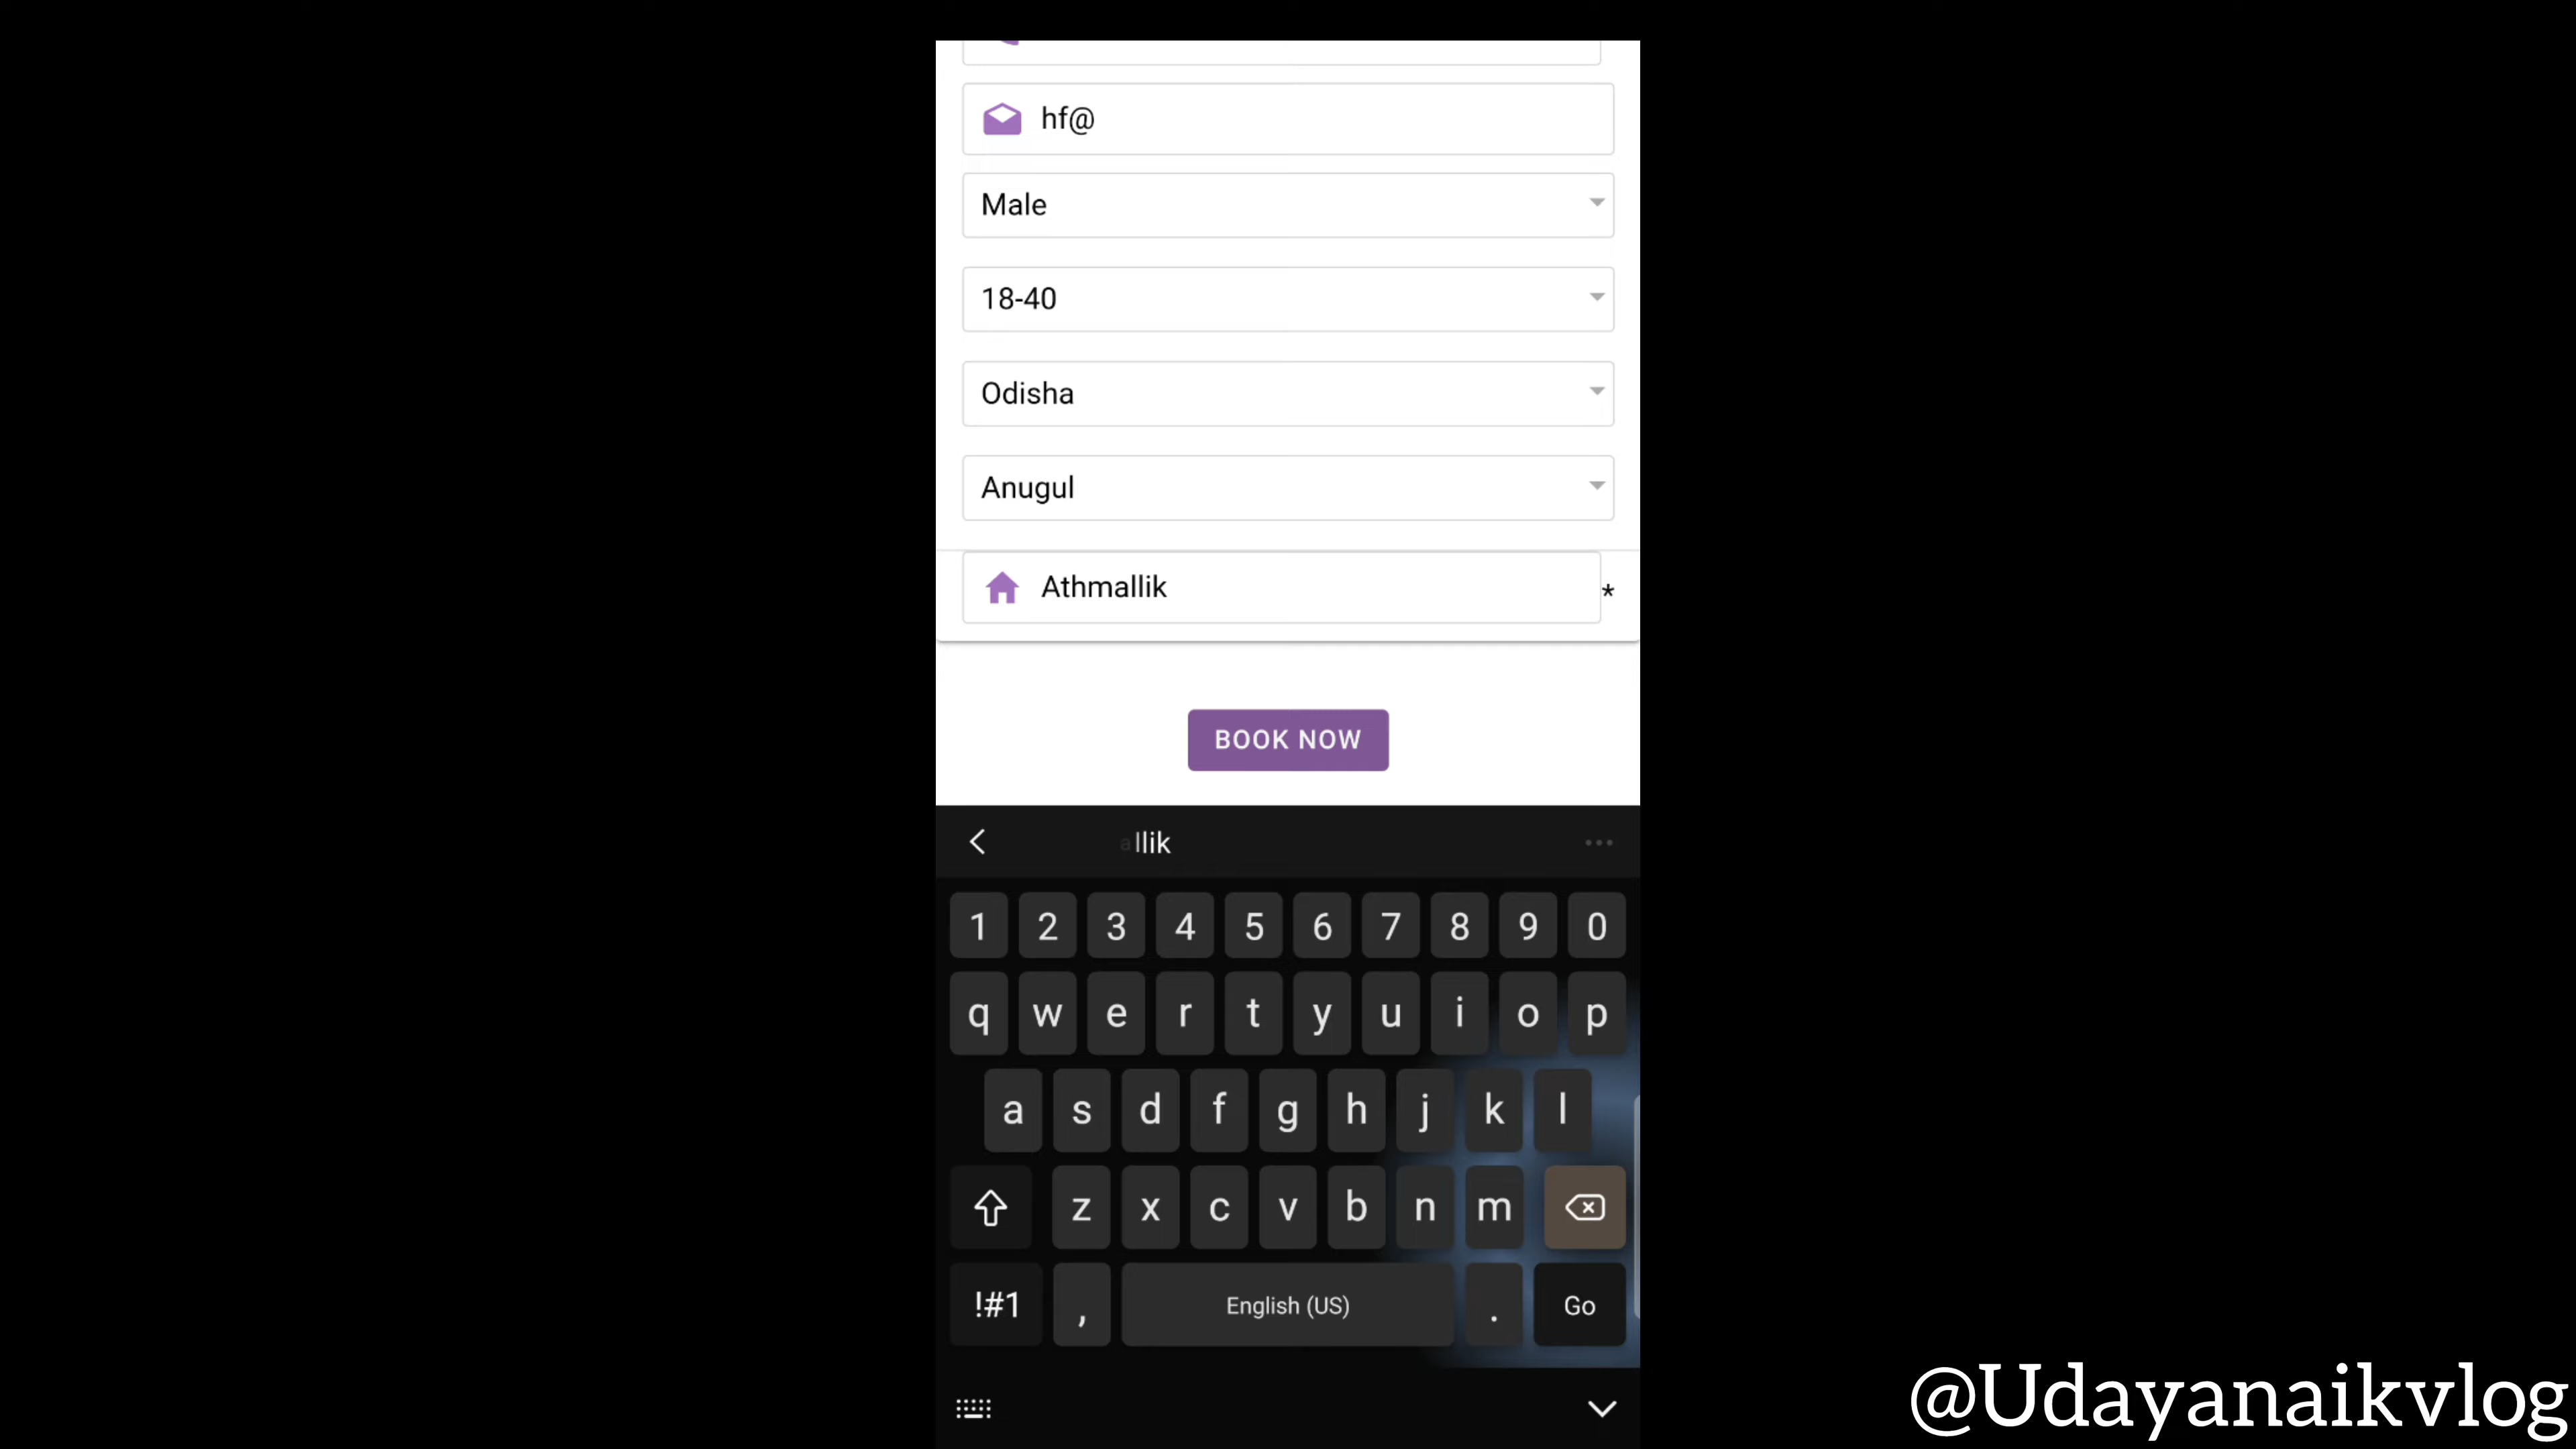 hf@
Male
18-40
Odisha
Anugul
Athmallik
*
BOOK NOW
allik
1 2 3 4 5 6 7 8 9 0
q w e r t y u i o p
a s d f g h j k l
z x c v b n m
!#1 , English (US) . Go
@Udayanaikvlog